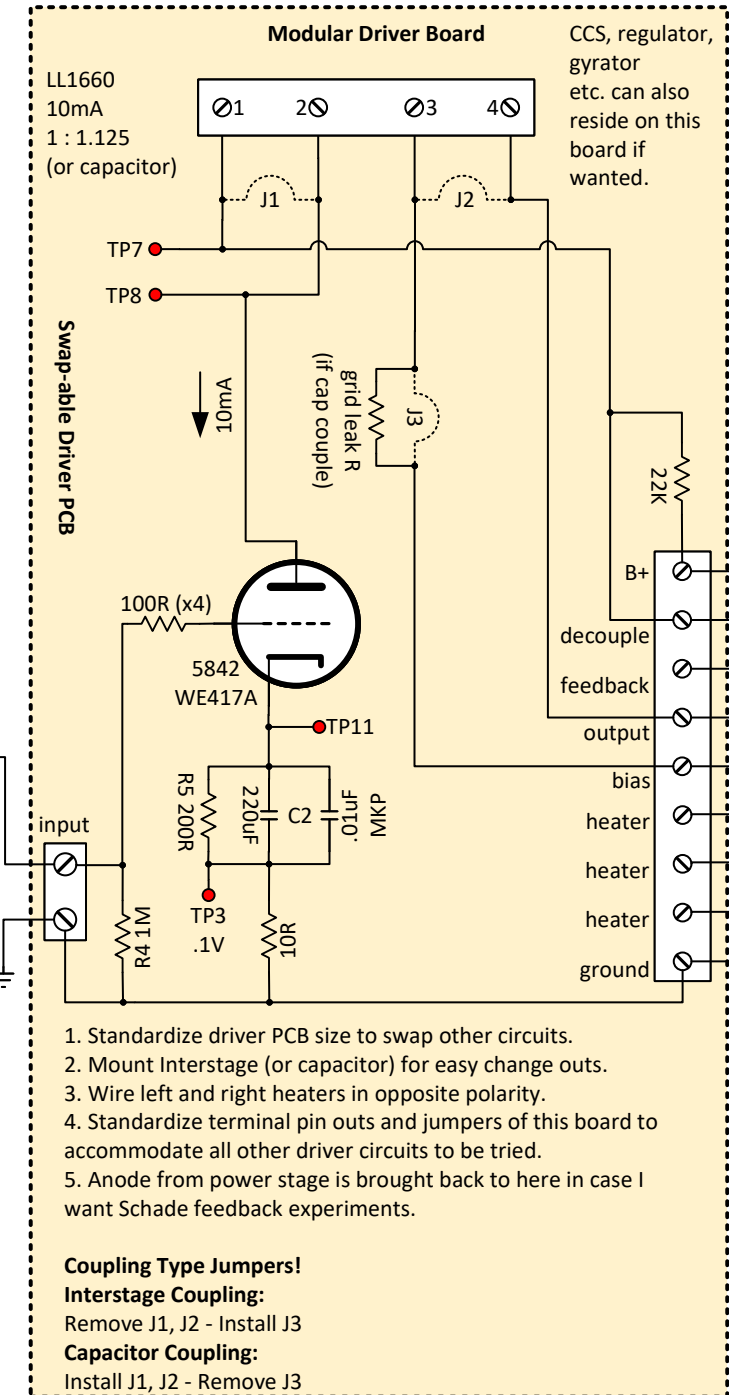 Modular Driver Board
CCS, regulator,
gyrator
etc. can also
reside on this
board if
wanted.
LL1660
10mA
1 : 1.125
(or capacitor)
1
2
3
4
J1
J2
TP7
TP8
Swap-able Driver PCB
10mA
grid leak R
(if cap couple)
J3
22K
100R (x4)
5842
WE417A
TP11
R5 200R
220uF
C2
.01uF
MKP
TP3
.1V
10R
input
R4 1M
B+
decouple
feedback
output
bias
heater
heater
heater
ground
1. Standardize driver PCB size to swap other circuits.
2. Mount Interstage (or capacitor) for easy change outs.
3. Wire left and right heaters in opposite polarity.
4. Standardize terminal pin outs and jumpers of this board to
accommodate all other driver circuits to be tried.
5. Anode from power stage is brought back to here in case I
want Schade feedback experiments.
Coupling Type Jumpers!
Interstage Coupling:
Remove J1, J2 - Install J3
Capacitor Coupling:
Install J1, J2 - Remove J3